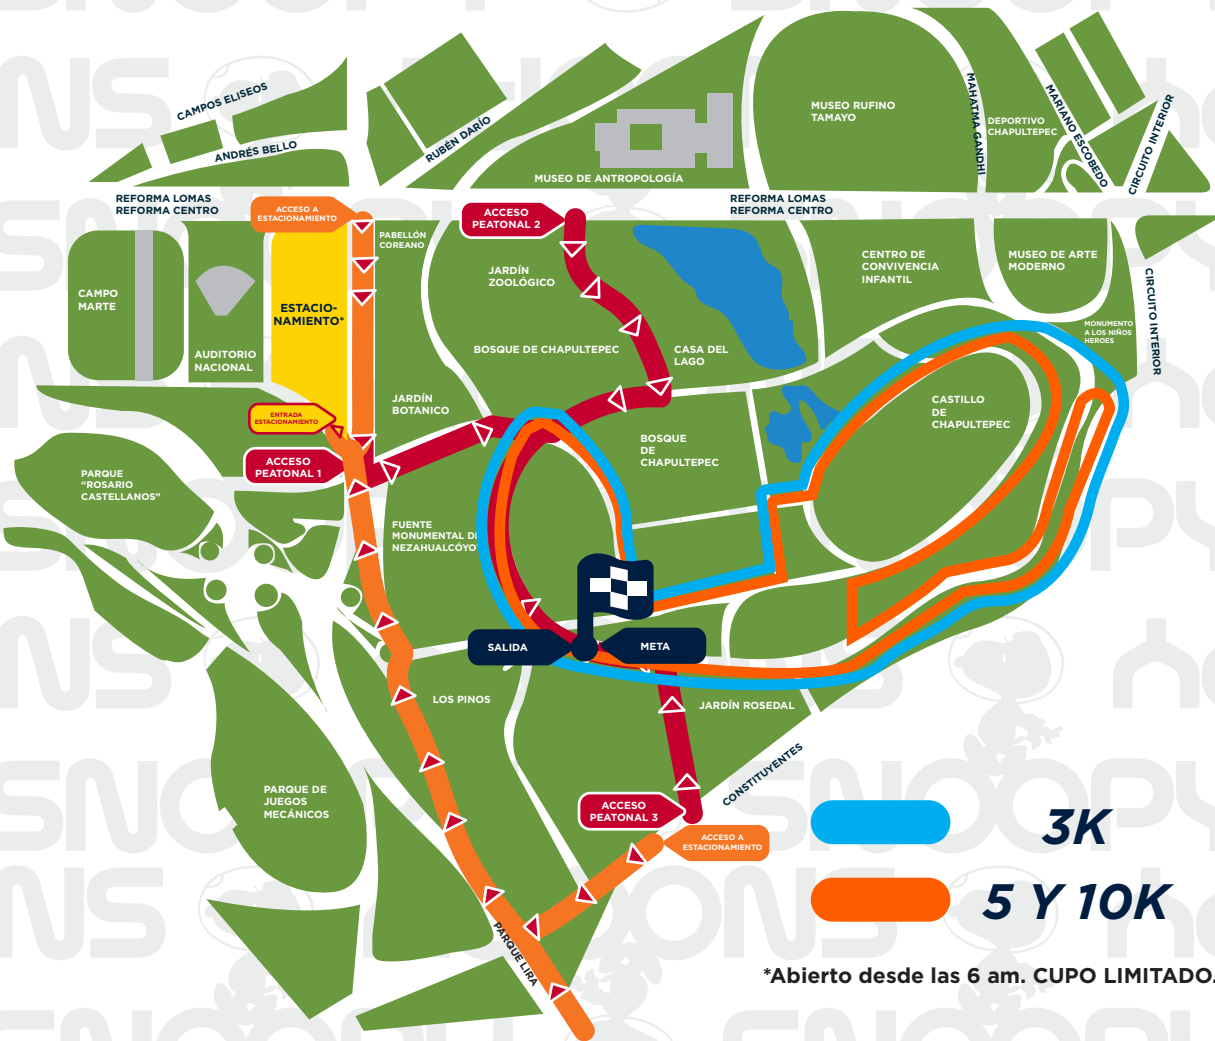 CAMPOS ELISEOS
ANDRÉS BELLO
RUBÉN DARÍO
MUSEO DE ANTROPOLOGÍA
MUSEO RUFINO
TAMAYO
MAHATMA GANDHI
DEPORTIVO
CHAPULTEPEC
MARIANO ESCOBEDO
CIRCUITO INTERIOR
REFORMA LOMAS
REFORMA CENTRO
ACCESO A
ESTACIONAMIENTO
ACCESO
PEATONAL 2
REFORMA LOMAS
REFORMA CENTRO
PABELLÓN
COREANO
CAMPO
MARTE
AUDITORIO
NACIONAL
ESTACIO-
NAMIENTO*
JARDÍN
ZOOLÓGICO
BOSQUE DE CHAPULTEPEC
CASA DEL
LAGO
CENTRO DE
CONVIVENCIA
INFANTIL
MUSEO DE ARTE
MODERNO
CIRCUITO INTERIOR
MONUMENTO
A LOS NIÑOS
HEROES
ENTRADA
ESTACIONAMIENTO
JARDÍN
BOTANICO
CASTILLO
DE
CHAPULTEPEC
BOSQUE
DE
CHAPULTEPEC
ACCESO
PEATONAL 1
PARQUE
"ROSARIO
CASTELLANOS"
FUENTE
MONUMENTAL DE
NEZAHUALCÓYO
SALIDA
META
LOS PINOS
JARDÍN ROSEDAL
CONSTITUYENTES
PARQUE DE
JUEGOS
MECÁNICOS
ACCESO
PEATONAL 3
ACCESO A
ESTACIONAMIENTO
PARQUE LIRA
3K
5 Y 10K
*Abierto desde las 6 am. CUPO LIMITADO.